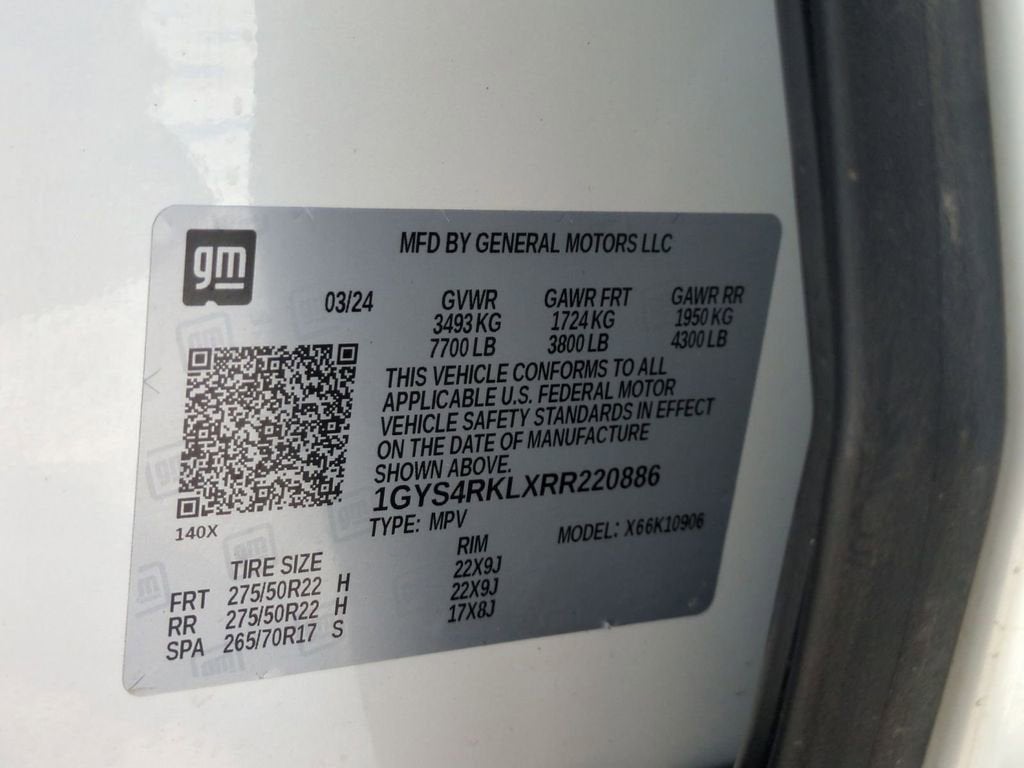 gm
MFD BY GENERAL MOTORS LLC
03/24 GVWR GAWR FRT GAWR RR
3493 KG 1724 KG 1950 KG
7700 LB 3800 LB 4300 LB
THIS VEHICLE CONFORMS TO ALL
APPLICABLE U.S. FEDERAL MOTOR
VEHICLE SAFETY STANDARDS IN EFFECT
ON THE DATE OF MANUFACTURE
SHOWN ABOVE.
1GYS4RKLXRR220886
140X
TYPE: MPV MODEL: X66K10906
TIRE SIZE RIM
FRT 275/50R22 H 22X9J
RR 275/50R22 H 22X9J
SPA 265/70R17 S 17X8J